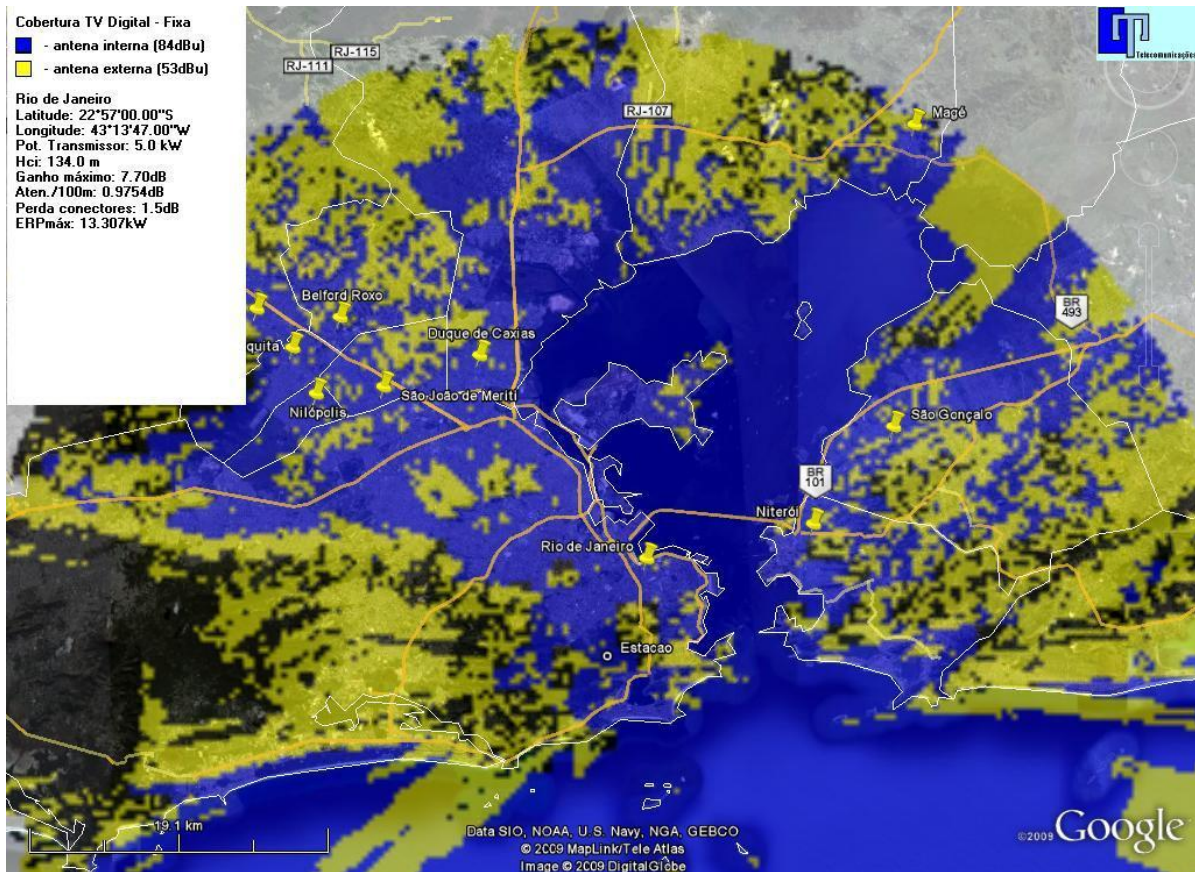 Cobertura TV Digital - Fixa
- antena interna (84dBu)
- antena externa (53dBu)
Rio de Janeiro
Latitude: 22°57'00.00"S
Longitude: 43°13'47.00"W
Pot. Transmissor: 5.0 kW
Hci: 134.0 m
Ganho máximo: 7.70dB
Aten./100m: 0.9754dB
Perda conectores: 1.5dB
ERPmáx: 13.307kW
Telecomunicações
RJ-115
RJ-111
RJ-107
Magé
Belford Roxo
BR
493
Duque de Caxias
quita
São João de Meriti
Nilópolis
São Gonçalo
BR
101
Niterói
Rio de Janeiro
Estacao
19.1 km
Data SIO, NOAA, U.S. Navy, NGA, GEBCO
© 2009 MapLink/Tele Atlas
Image © 2009 DigitalGlobe
©2009 Google